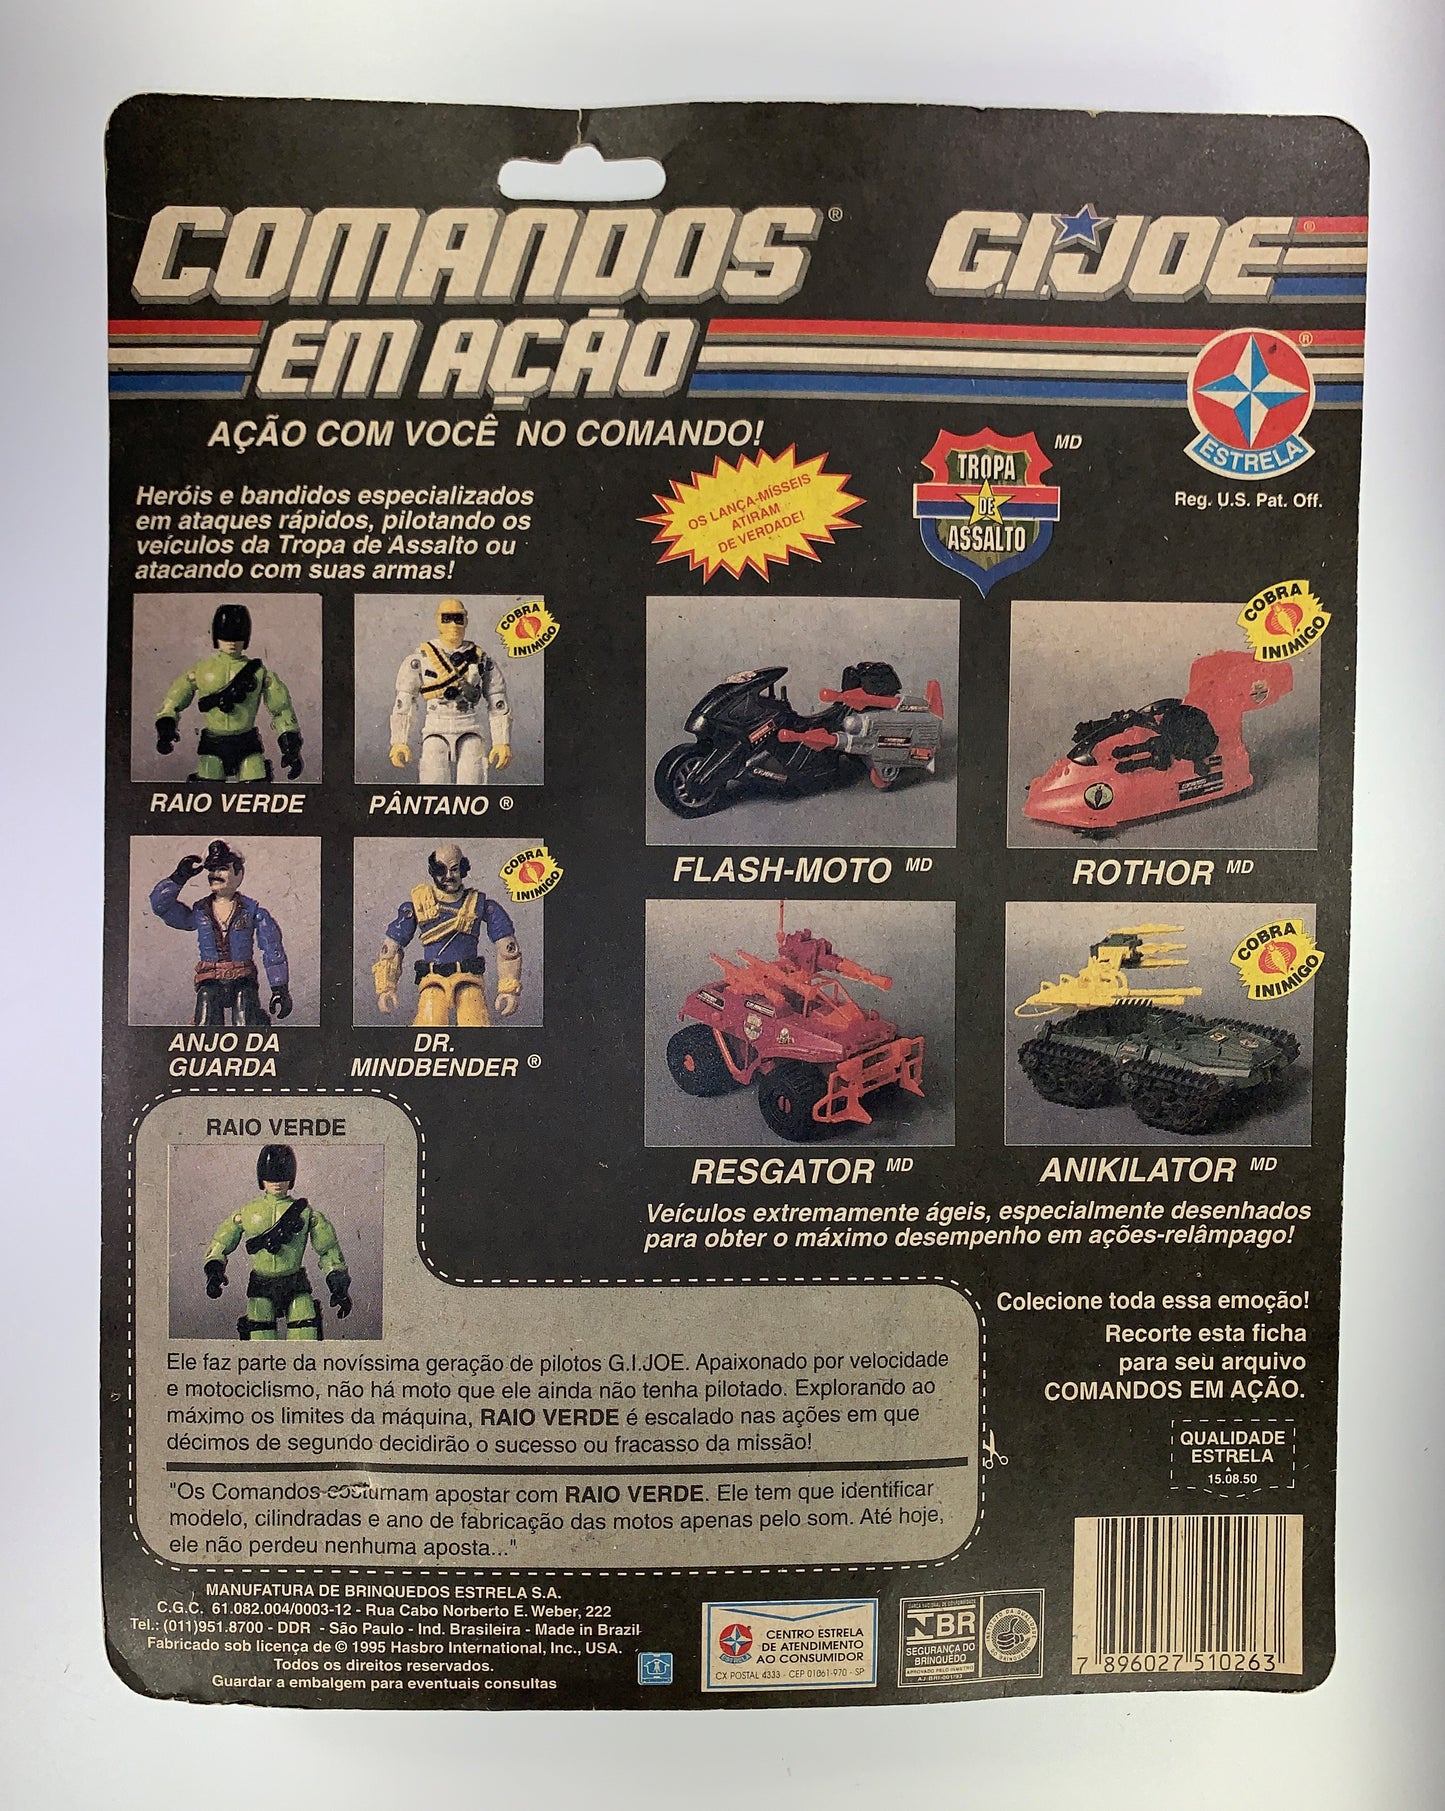 COMANDOS®
EM AÇÃO
G.I.JOE®
AÇÃO COM VOCÊ NO COMANDO!
Heróis e bandidos especializados
em ataques rápidos, pilotando os
veículos da Tropa de Assalto ou
atacando com suas armas!
OS LANÇA-MÍSSEIS
ATIRAM
DE VERDADE!
TROPA
DE
ASSALTO
MD
®
ESTRELA
Reg. U.S. Pat. Off.
RAIO VERDE
COBRA
INIMIGO
PÂNTANO ®
ANJO DA
GUARDA
COBRA
INIMIGO
DR.
MINDBENDER ®
FLASH-MOTO MD
COBRA
INIMIGO
ROTHOR MD
RESGATOR MD
COBRA
INIMIGO
ANIKILATOR MD
Veículos extremamente ágeis, especialmente desenhados
para obter o máximo desempenho em ações-relâmpago!
RAIO VERDE
Ele faz parte da novíssima geração de pilotos G.I.JOE. Apaixonado por velocidade
e motociclismo, não há moto que ele ainda não tenha pilotado. Explorando ao
máximo os limites da máquina, RAIO VERDE é escalado nas ações em que
décimos de segundo decidirão o sucesso ou fracasso da missão!
"Os Comandos costumam apostar com RAIO VERDE. Ele tem que identificar
modelo, cilindradas e ano de fabricação das motos apenas pelo som. Até hoje,
ele não perdeu nenhuma aposta..."
Colecione toda essa emoção!
Recorte esta ficha
para seu arquivo
COMANDOS EM AÇÃO.
QUALIDADE
ESTRELA
15.08.50
MANUFATURA DE BRINQUEDOS ESTRELA S.A.
C.G.C. 61.082.004/0003-12 - Rua Cabo Norberto E. Weber, 222
Tel.: (011)951.8700 - DDR - São Paulo - Ind. Brasileira - Made in Brazil
Fabricado sob licença de © 1995 Hasbro International, Inc., USA.
Todos os direitos reservados.
Guardar a embalgem para eventuais consultas
ESTRELA
CENTRO ESTRELA
DE ATENDIMENTO
AO CONSUMIDOR
CX POSTAL 4333 - CEP 01061-970 - SP
MARCA NACIONAL DE CONFORMIDADE
NBR
SEGURANÇA DO
BRINQUEDO
APROVADO PELO INMETRO
7 896027 510263